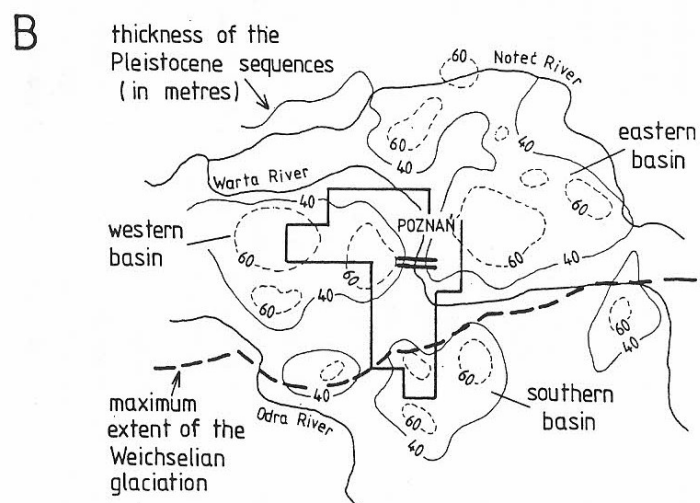 B
thickness of the
Pleistocene sequences
(in metres)
60
Noteć River
60
40
40
eastern
basin
Warta River
40
60
POZNAŃ
western
basin
60
60
60
40
60
40
40
60
40
60
60
southern
basin
40
60
40
Odra River
maximum
extent of the
Weichselian
glaciation